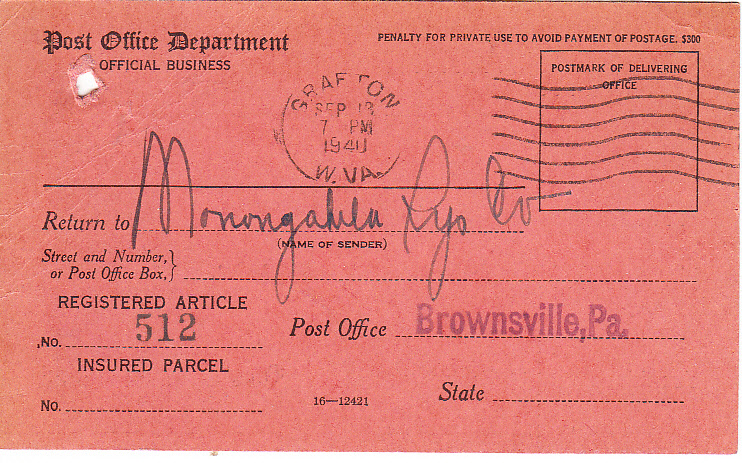 Post Office Department
OFFICIAL BUSINESS
PENALTY FOR PRIVATE USE TO AVOID PAYMENT OF POSTAGE, $300
POSTMARK OF DELIVERING
OFFICE
GRAFTON
SEP 13
7 PM
1940
W.VA.
Return to Monongahela Rys Co
(NAME OF SENDER)
Street and Number,
or Post Office Box,
REGISTERED ARTICLE
No. 512
Post Office Brownsville, Pa.
INSURED PARCEL
No.
State
16—12421